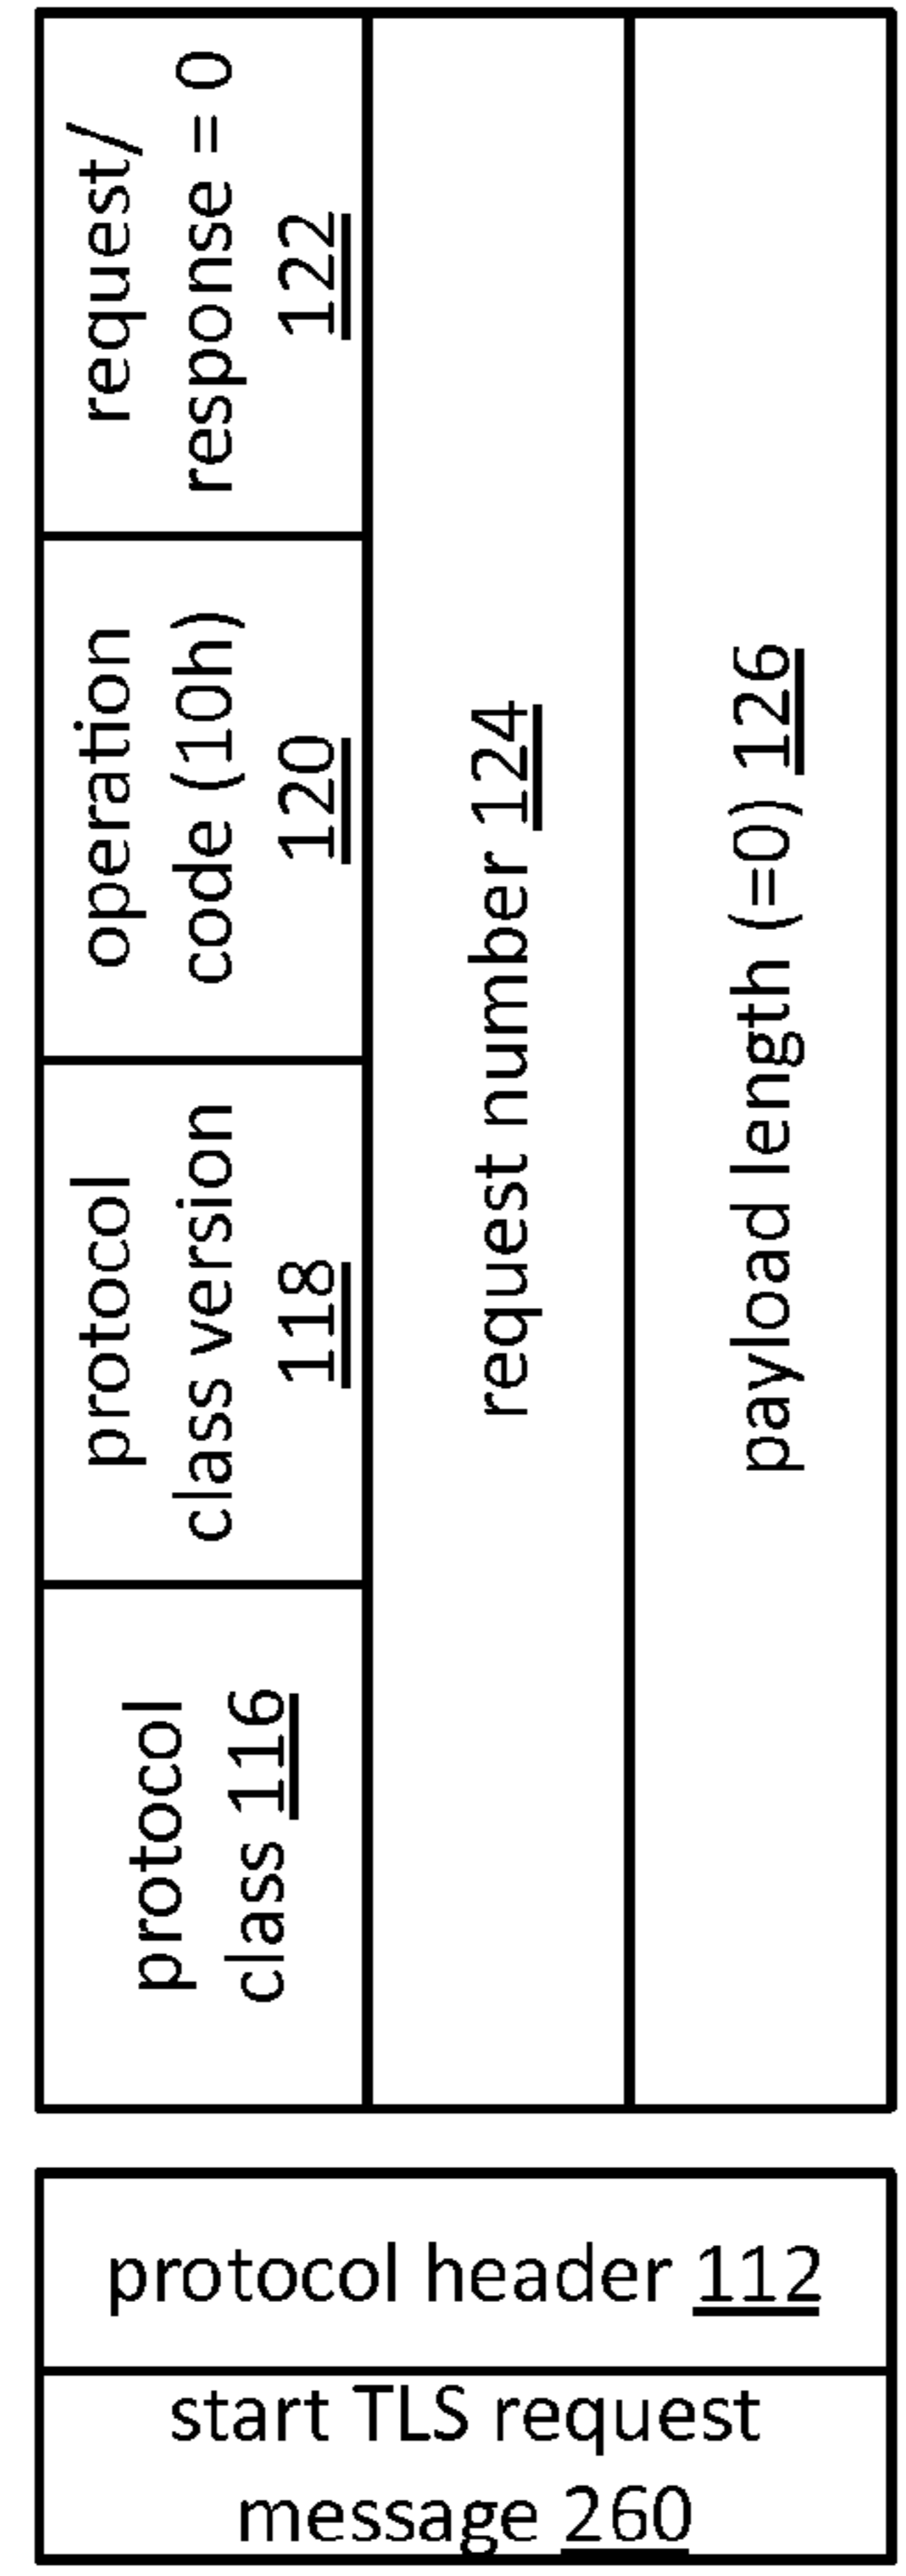 protocol
class 116
protocol
class version
118
operation
code (10h)
120
request/
response = 0
122
request number 124
payload length (=0) 126
protocol header 112
start TLS request
message 260